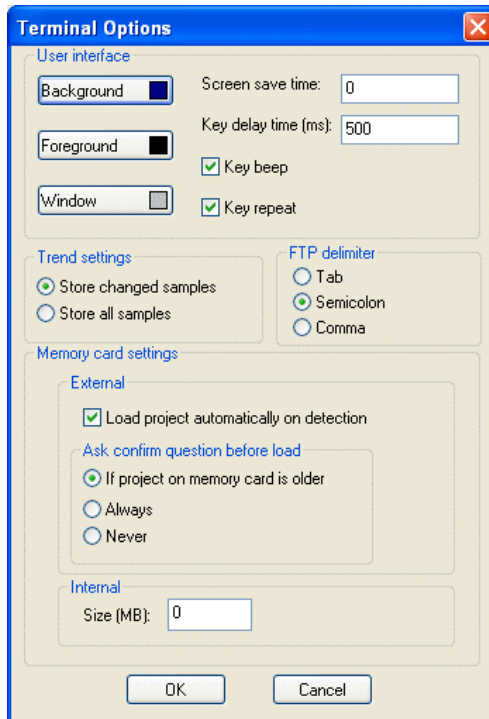 Terminal Options
User interface
Background
Screen save time: 0
Key delay time (ms): 500
Foreground
Key beep
Window
Key repeat
Trend settings
Store changed samples
Store all samples
FTP delimiter
Tab
Semicolon
Comma
Memory card settings
External
Load project automatically on detection
Ask confirm question before load
If project on memory card is older
Always
Never
Internal
Size (MB): 0
OK Cancel